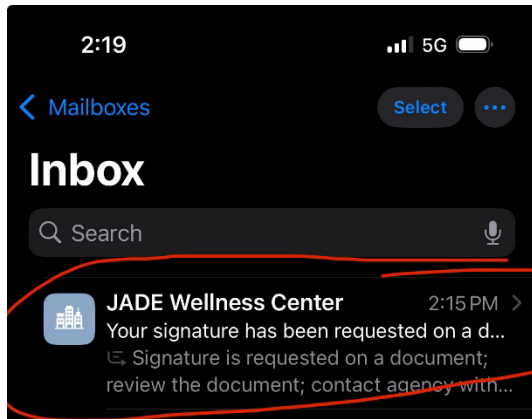 2:19
5G
Mailboxes
Select
Inbox
Search
JADE Wellness Center
2:15 PM
Your signature has been requested on a d...
Signature is requested on a document;
review the document; contact agency with...